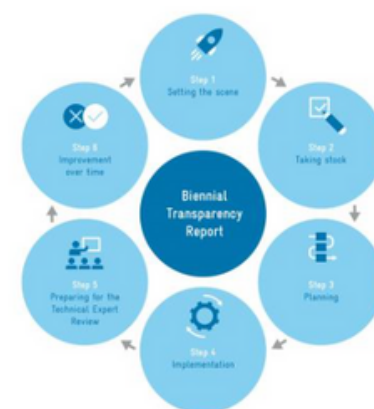 Step 1
Setting the scene
Step 2
Taking stock
Step 3
Planning
Step 4
Implementation
Step 5
Preparing for the
Technical Expert
Review
Step 6
Improvement
over time
Biennial
Transparency
Report